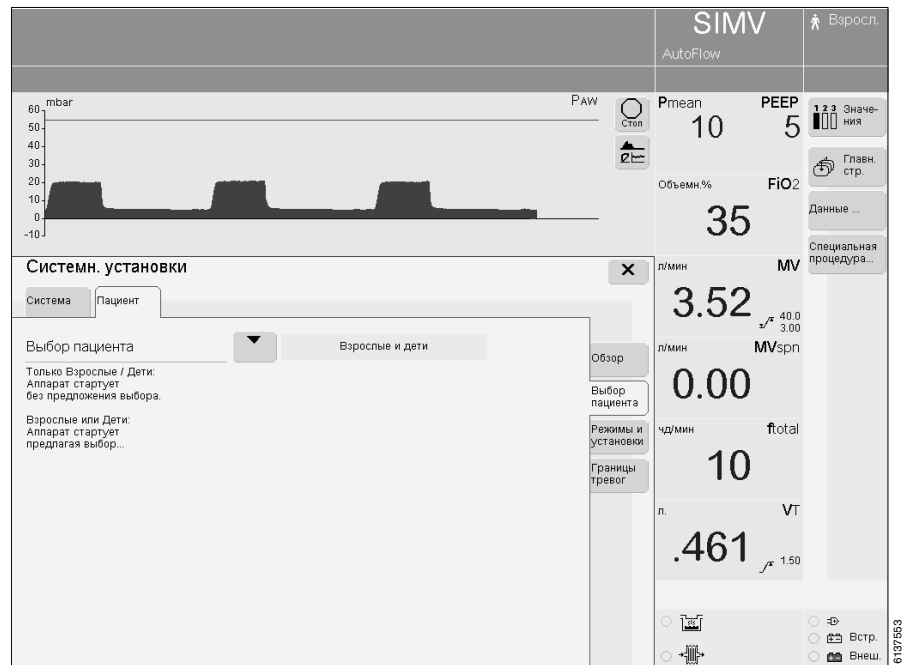 SIMV
AutoFlow
Взросл.
mbar
PAW
60
50
40
30
20
10
0
-10
Стоп
Pmean
PEEP
10
5
1 2 3 Значе-
ния
Главн.
стр.
Данные ...
Специальная
процедура...
Объемн.%
FiO2
35
Системн. установки
Система
Пациент
Выбор пациента
Взрослые и дети
Только Взрослые / Дети:
Аппарат стартует
без предложения выбора.
Взрослые или Дети:
Аппарат стартует
предлагая выбор...
Обзор
Выбор
пациента
Режимы и
установки
Границы
тревог
л/мин
MV
3.52
40.0
3.00
л/мин
MVspn
0.00
чд/мин
ftotal
10
л.
VT
.461
1.50
Встр.
Внеш.
6137553